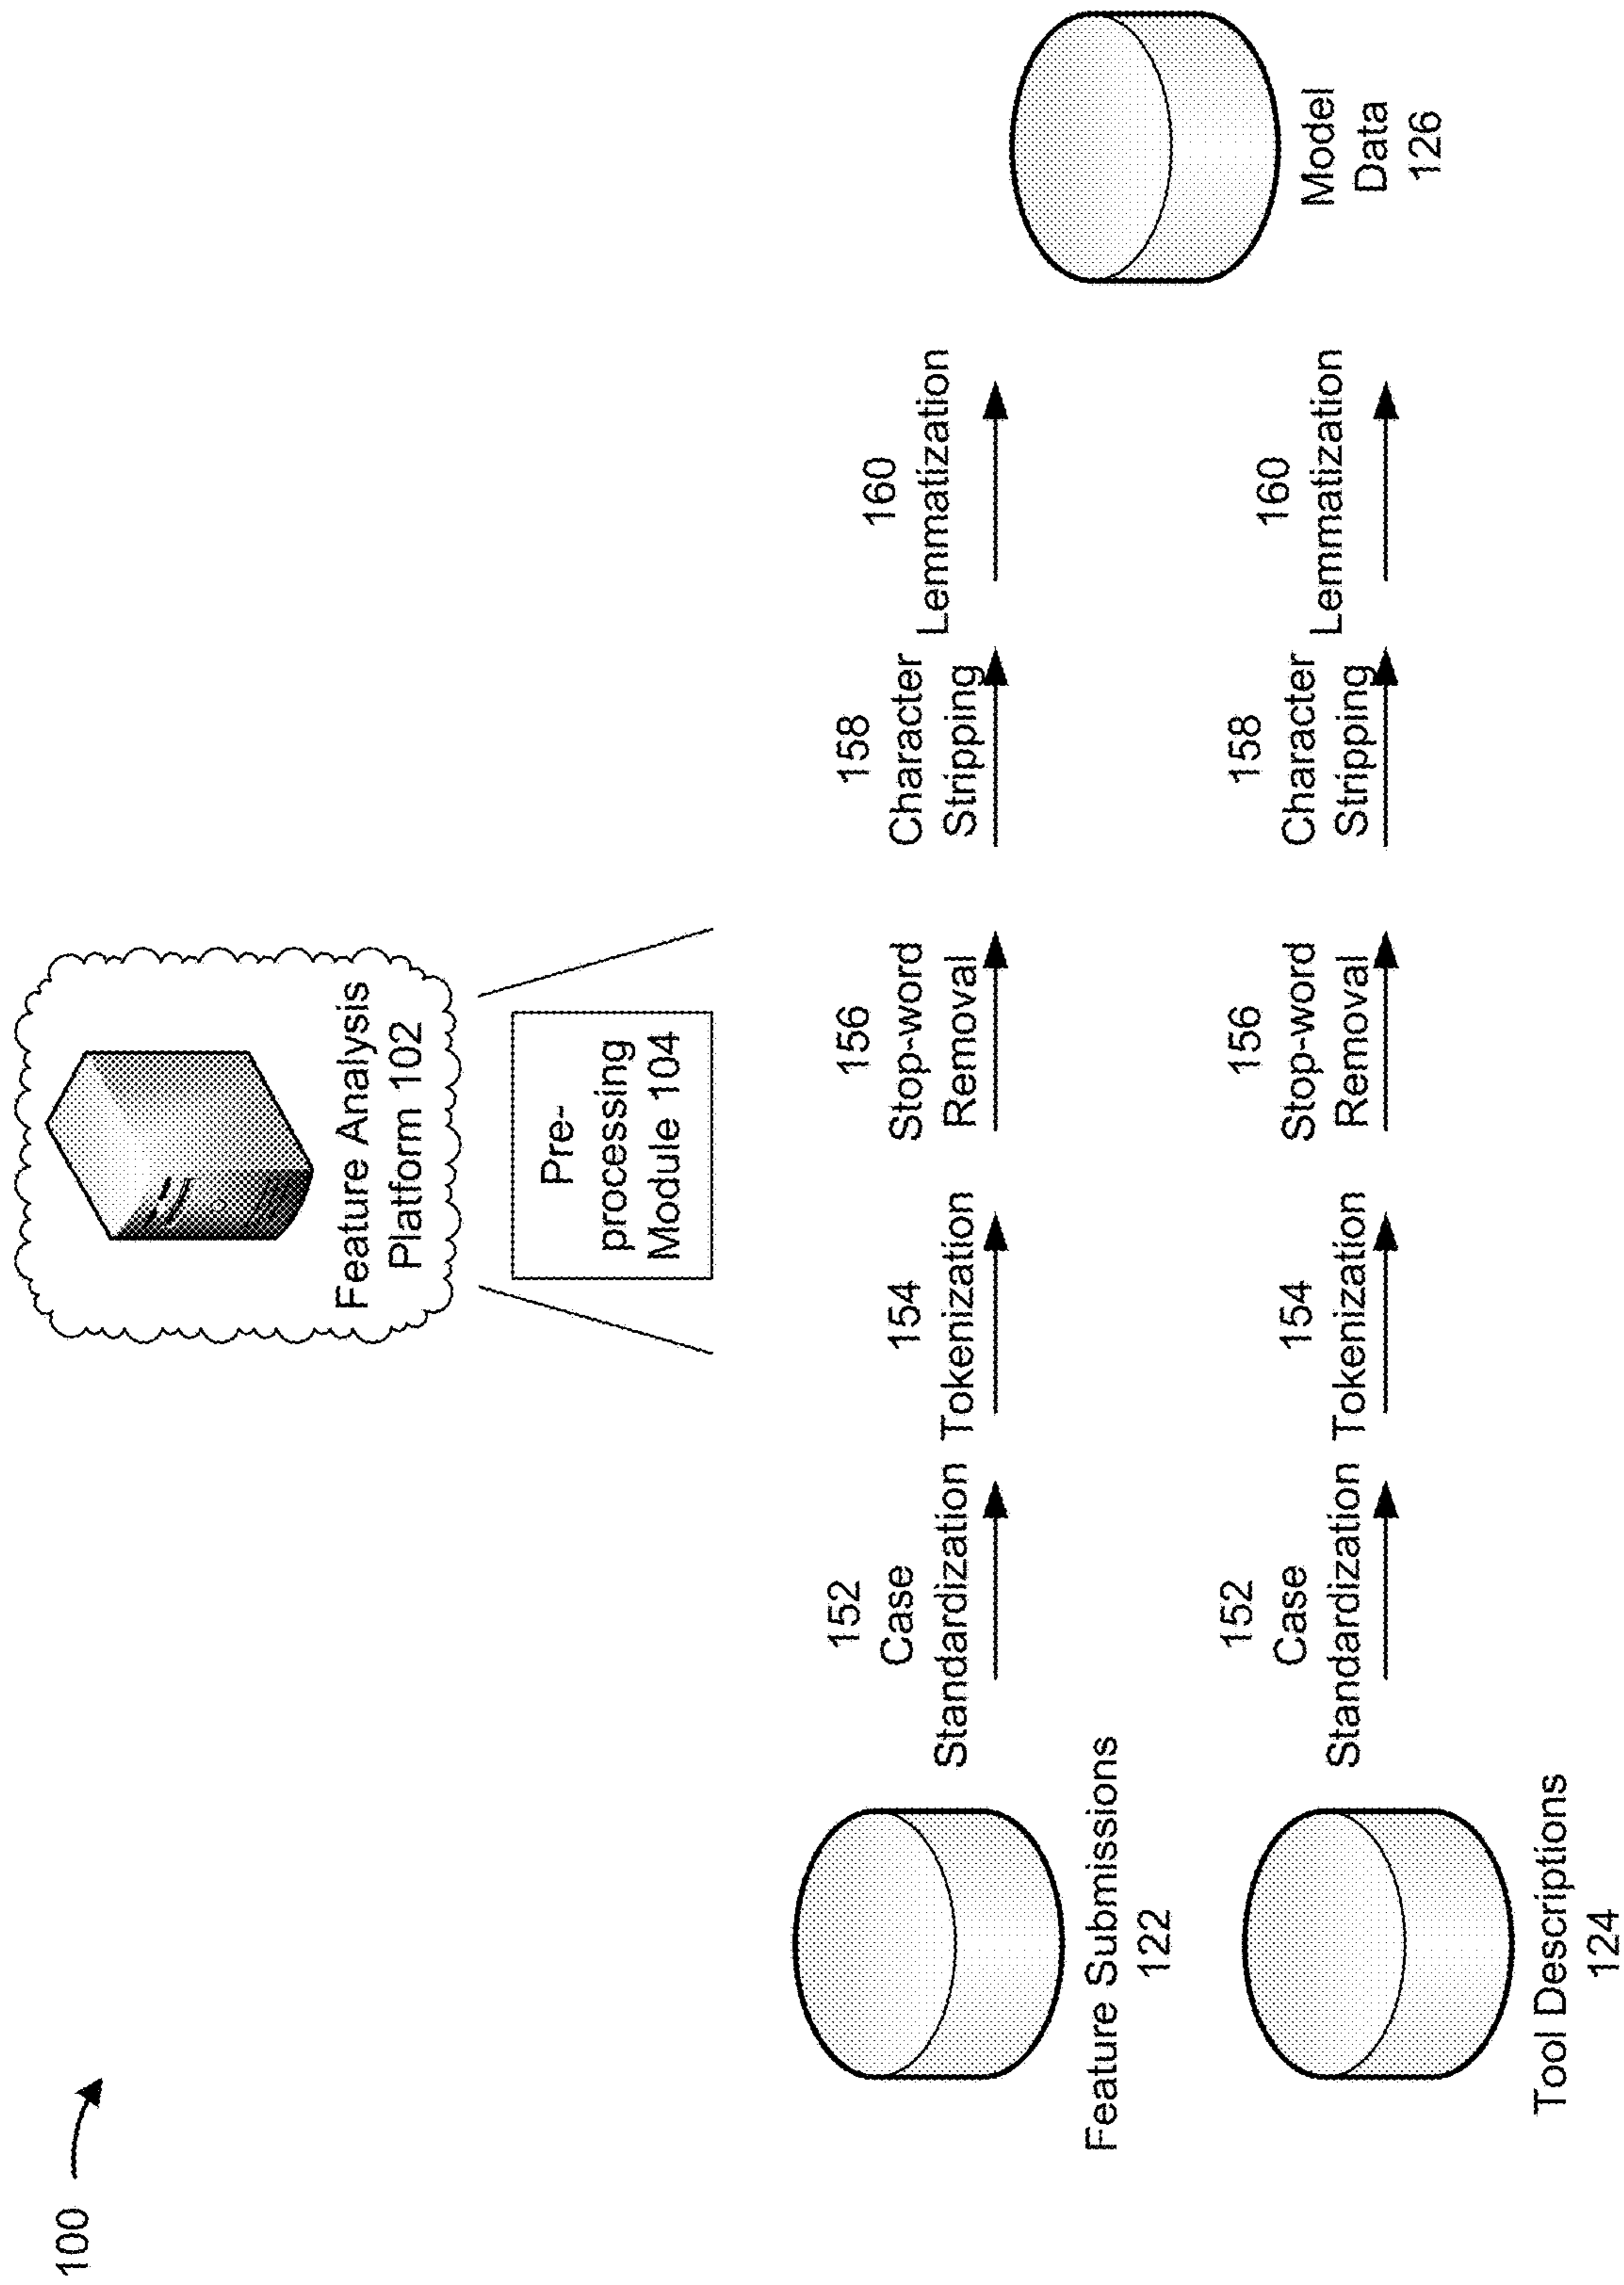 100
Feature Analysis
Platform 102
Pre-
processing
Module 104
152
Case
Standardization
154
Tokenization
156
Stop-word
Removal
158
Character
Stripping
160
Lemmatization
Feature Submissions
122
152
Case
Standardization
154
Tokenization
156
Stop-word
Removal
158
Character
Stripping
160
Lemmatization
Tool Descriptions
124
Model
Data
126